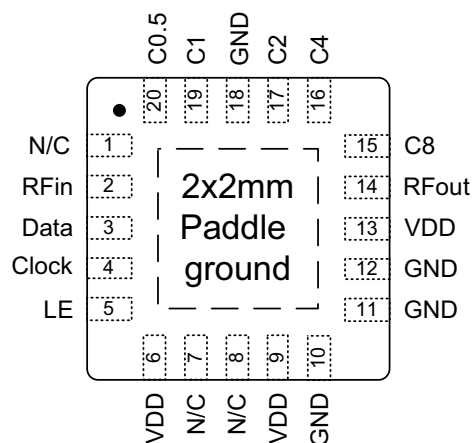 C0.5
C1
GND
C2
C4
20
19
18
17
16
N/C 1
RFin 2
Data 3
Clock 4
LE 5
2x2mm
Paddle
ground
15 C8
14 RFout
13 VDD
12 GND
11 GND
6
7
8
9
10
VDD
N/C
N/C
VDD
GND